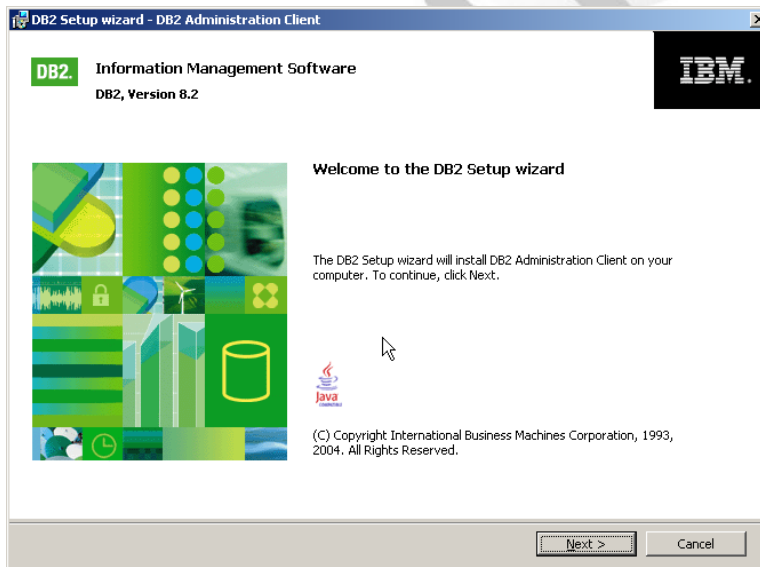 DB2 Setup wizard - DB2 Administration Client
DB2.
Information Management Software
DB2, Version 8.2
IBM.
Welcome to the DB2 Setup wizard
The DB2 Setup wizard will install DB2 Administration Client on your
computer. To continue, click Next.
Java
COMPATIBLE
(C) Copyright International Business Machines Corporation, 1993,
2004. All Rights Reserved.
Next >
Cancel